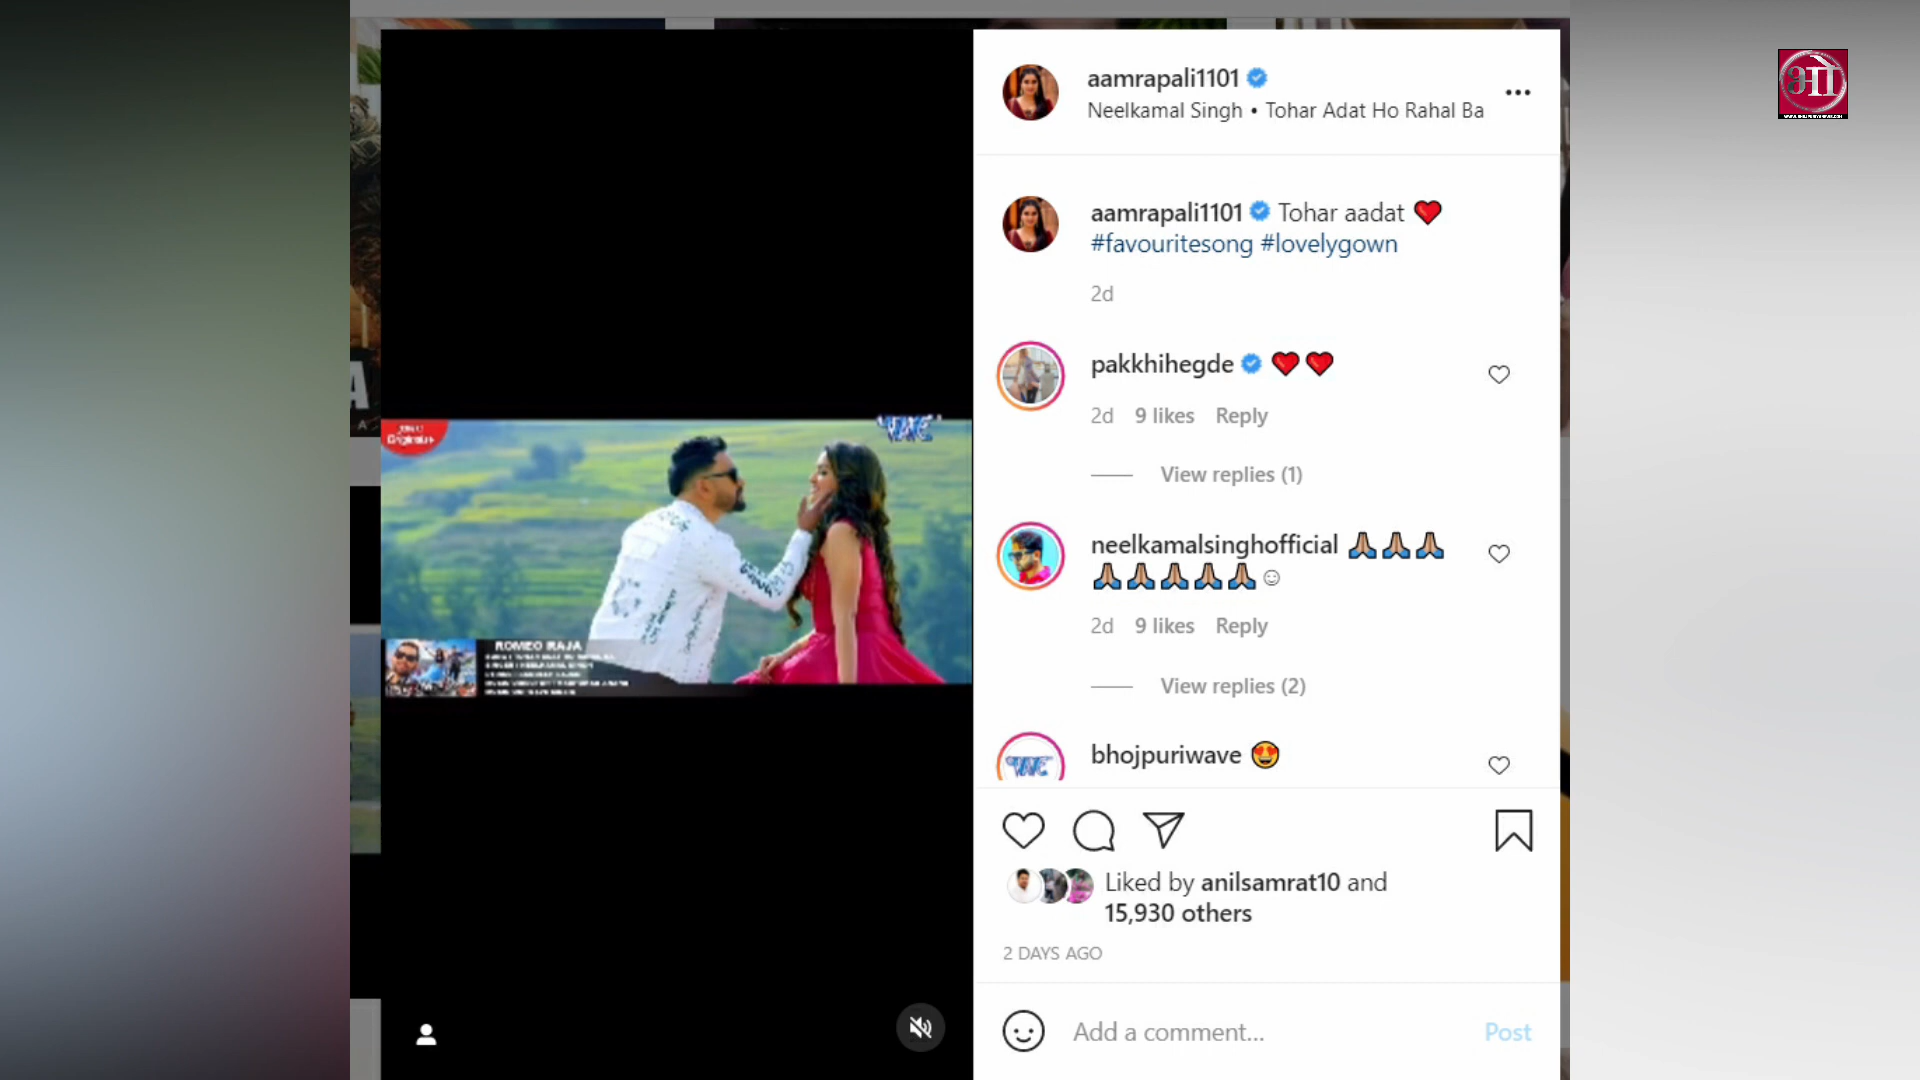 aamrapali1101
Neelkamal Singh • Tohar Adat Ho Rahal Ba
aamrapali1101 Tohar aadat ❤️
#favouritesong #lovelygown
2d
pakkhihegde ❤️❤️
2d 9 likes Reply
View replies (1)
neelkamalsinghofficial 🙏🏽🙏🏽🙏🏽
🙏🏽🙏🏽🙏🏽🙏🏽🙏🏽☺
2d 9 likes Reply
View replies (2)
bhojpuriwave 😍
Liked by anilsamrat10 and
15,930 others
2 DAYS AGO
Add a comment... Post
ROMEO RAJA